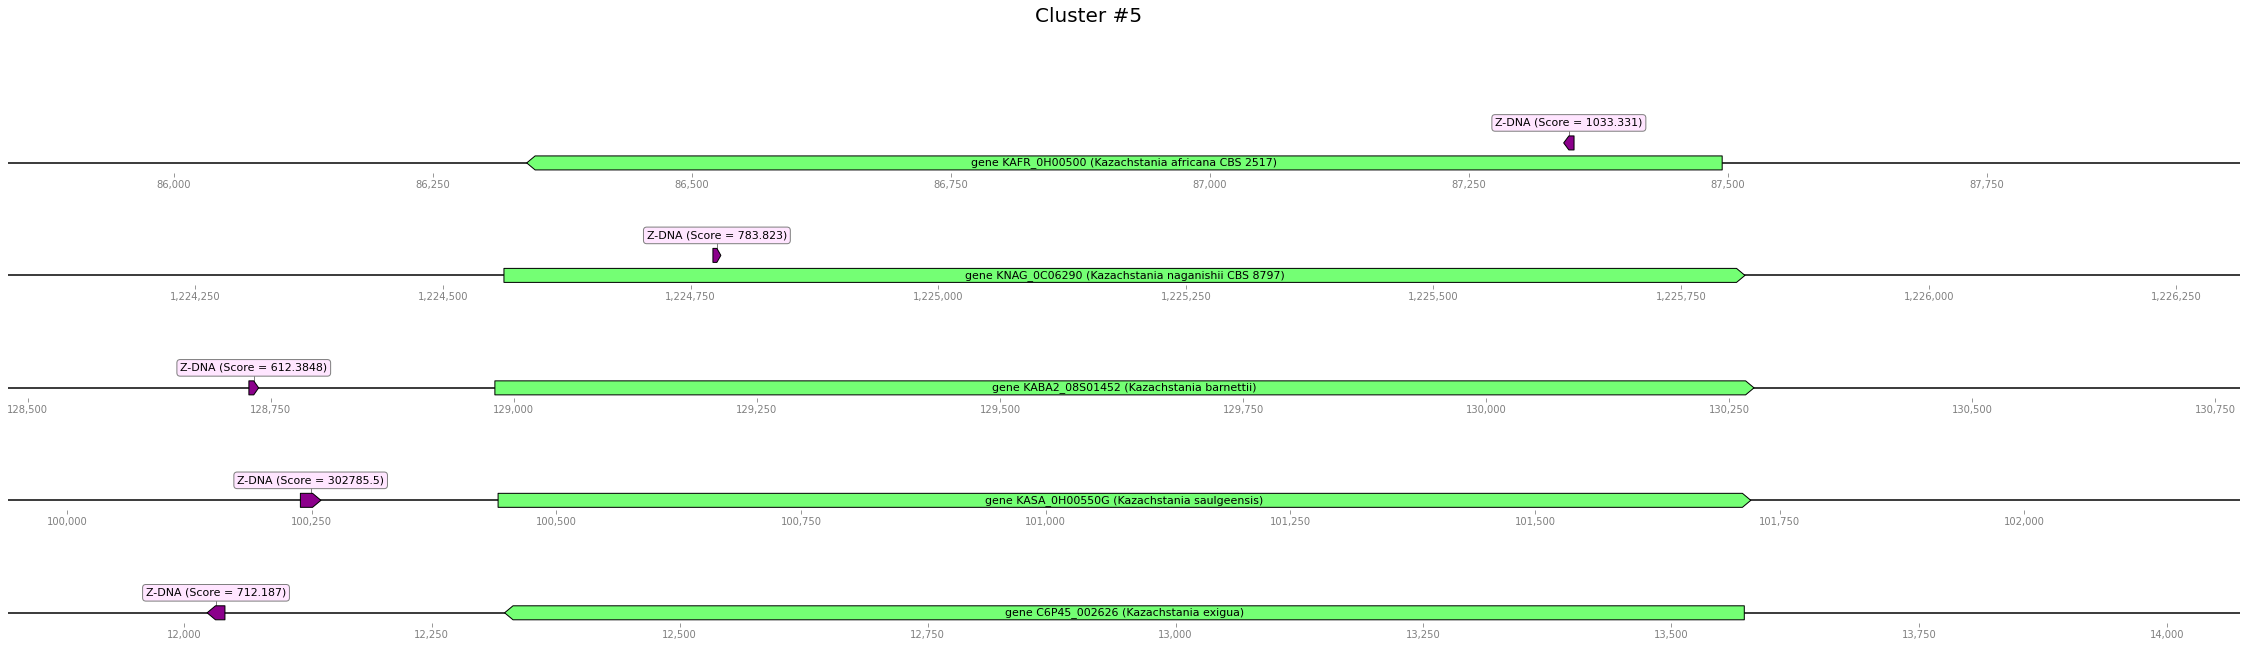 Cluster #5
Z-DNA (Score = 1033.331)
gene KAFR_0H00500 (Kazachstania africana CBS 2517)
86,000 86,250 86,500 86,750 87,000 87,250 87,500 87,750
Z-DNA (Score = 783.823)
gene KNAG_0C06290 (Kazachstania naganishii CBS 8797)
1,224,250 1,224,500 1,224,750 1,225,000 1,225,250 1,225,500 1,225,750 1,226,000 1,226,250
Z-DNA (Score = 612.3848)
gene KABA2_08S01452 (Kazachstania barnettii)
128,500 128,750 129,000 129,250 129,500 129,750 130,000 130,250 130,500 130,750
Z-DNA (Score = 302785.5)
gene KASA_0H00550G (Kazachstania saulgeensis)
100,000 100,250 100,500 100,750 101,000 101,250 101,500 101,750 102,000
Z-DNA (Score = 712.187)
gene C6P45_002626 (Kazachstania exigua)
12,000 12,250 12,500 12,750 13,000 13,250 13,500 13,750 14,000